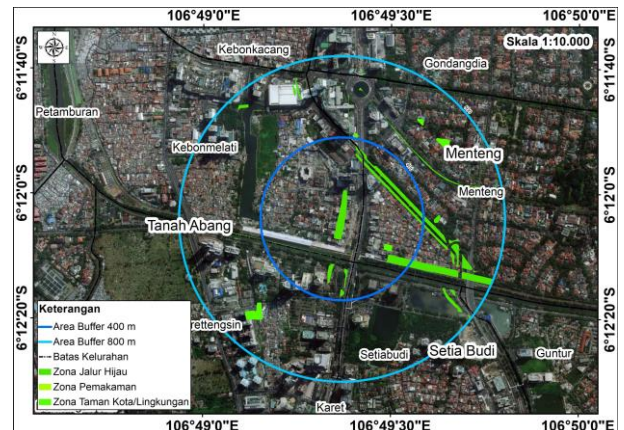 106°49'0"E
106°49'30"E
106°50'0"E
Skala 1:10.000
Kebonkacang
Gondangdia
6°11'40"S
6°11'40"S
Petamburan
Kebonmelati
Menteng
Menteng
6°12'0"S
6°12'0"S
Tanah Abang
Keterangan
Area Buffer 400 m
Area Buffer 800 m
Batas Kelurahan
Zona Jalur Hijau
Zona Pemakaman
Zona Taman Kota/Lingkungan
rettengsin
6°12'20"S
6°12'20"S
Setiabudi
Setia Budi
Guntur
Karet
106°49'0"E
106°49'30"E
106°50'0"E